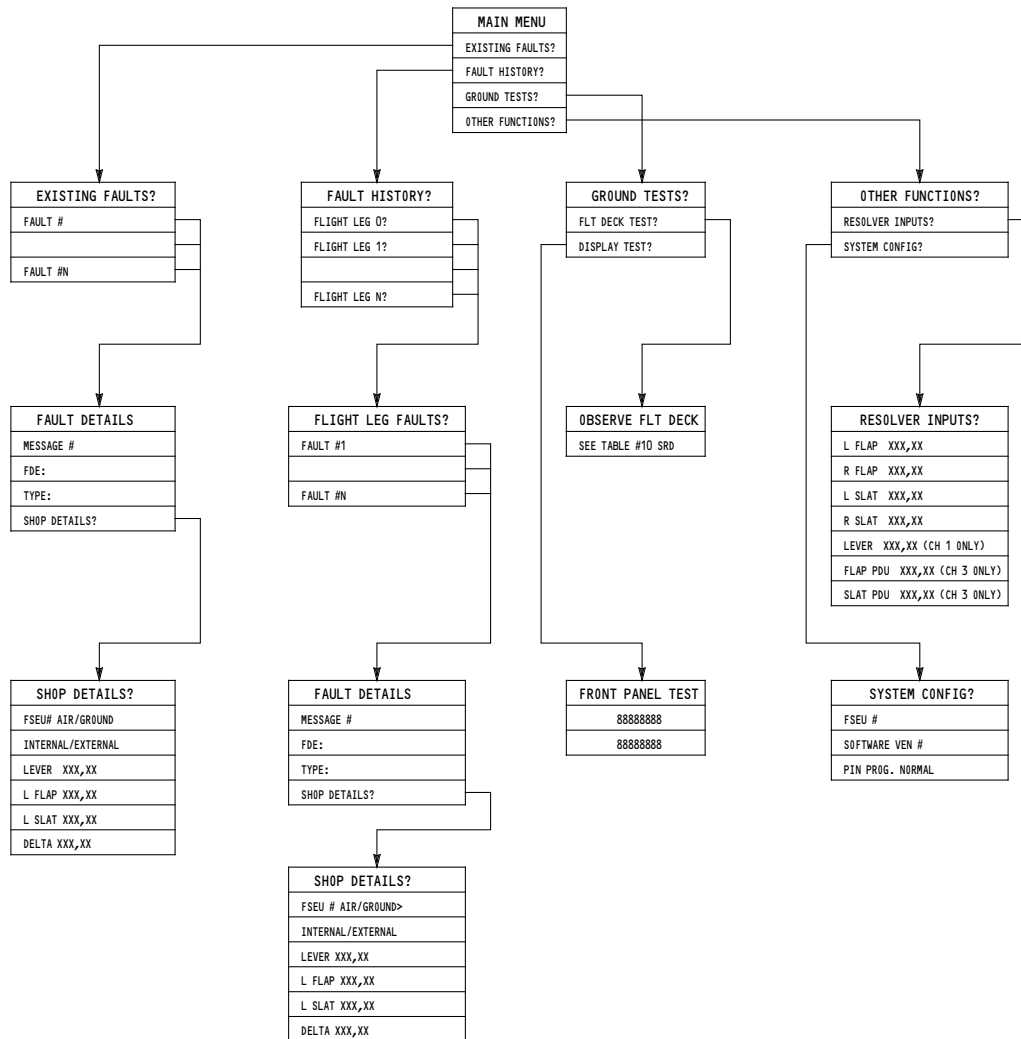 MAIN MENU
EXISTING FAULTS?
FAULT HISTORY?
GROUND TESTS?
OTHER FUNCTIONS?
EXISTING FAULTS?
FAULT #
FAULT #N
FAULT HISTORY?
FLIGHT LEG 0?
FLIGHT LEG 1?
FLIGHT LEG N?
GROUND TESTS?
FLT DECK TEST?
DISPLAY TEST?
OTHER FUNCTIONS?
RESOLVER INPUTS?
SYSTEM CONFIG?
FAULT DETAILS
MESSAGE #
FDE:
TYPE:
SHOP DETAILS?
FLIGHT LEG FAULTS?
FAULT #1
FAULT #N
OBSERVE FLT DECK
SEE TABLE #10 SRD
RESOLVER INPUTS?
L FLAP XXX,XX
R FLAP XXX,XX
L SLAT XXX,XX
R SLAT XXX,XX
LEVER XXX,XX (CH 1 ONLY)
FLAP PDU XXX,XX (CH 3 ONLY)
SLAT PDU XXX,XX (CH 3 ONLY)
SHOP DETAILS?
FSEU# AIR/GROUND
INTERNAL/EXTERNAL
LEVER XXX,XX
L FLAP XXX,XX
L SLAT XXX,XX
DELTA XXX,XX
FAULT DETAILS
MESSAGE #
FDE:
TYPE:
SHOP DETAILS?
FRONT PANEL TEST
88888888
88888888
SYSTEM CONFIG?
FSEU #
SOFTWARE VEN #
PIN PROG. NORMAL
SHOP DETAILS?
FSEU # AIR/GROUND>
INTERNAL/EXTERNAL
LEVER XXX,XX
L FLAP XXX,XX
L SLAT XXX,XX
DELTA XXX,XX